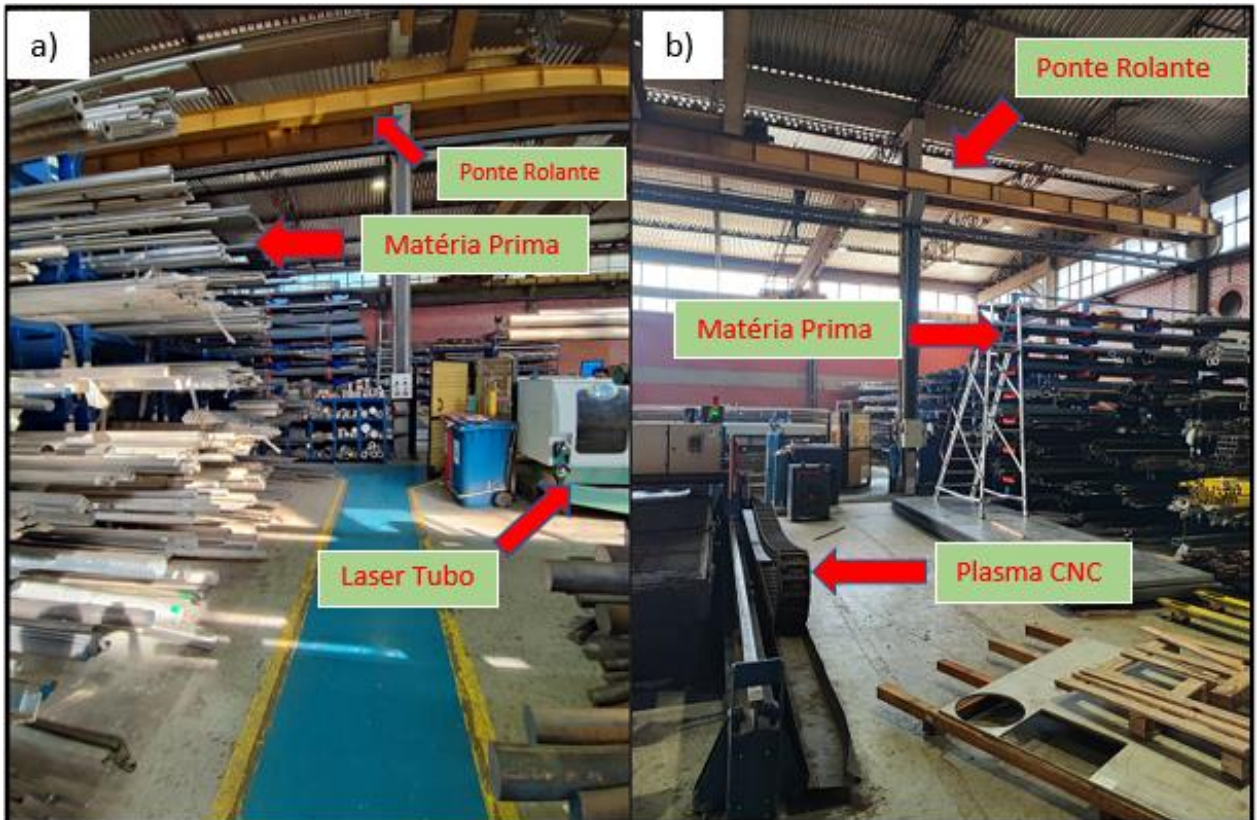 a)
Ponte Rolante
Matéria Prima
Laser Tubo
b)
Ponte Rolante
Matéria Prima
Plasma CNC